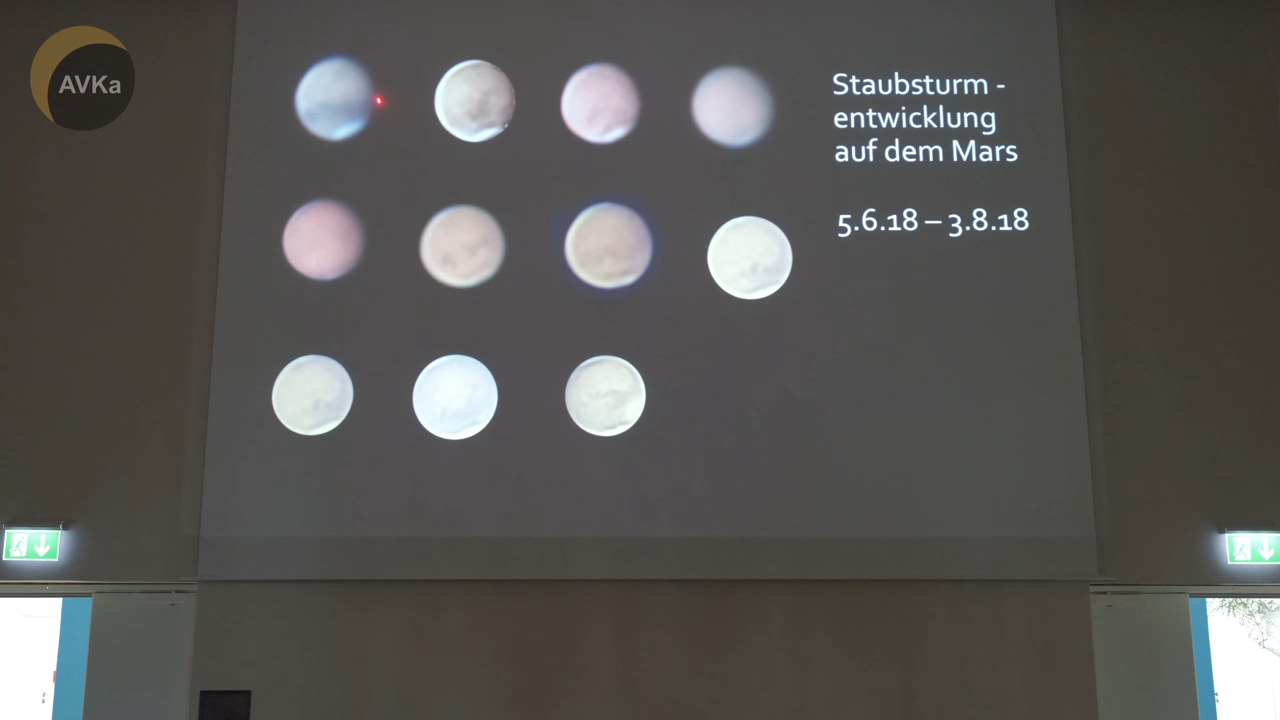 AVKa
Staubsturm -
entwicklung
auf dem Mars
5.6.18 – 3.8.18